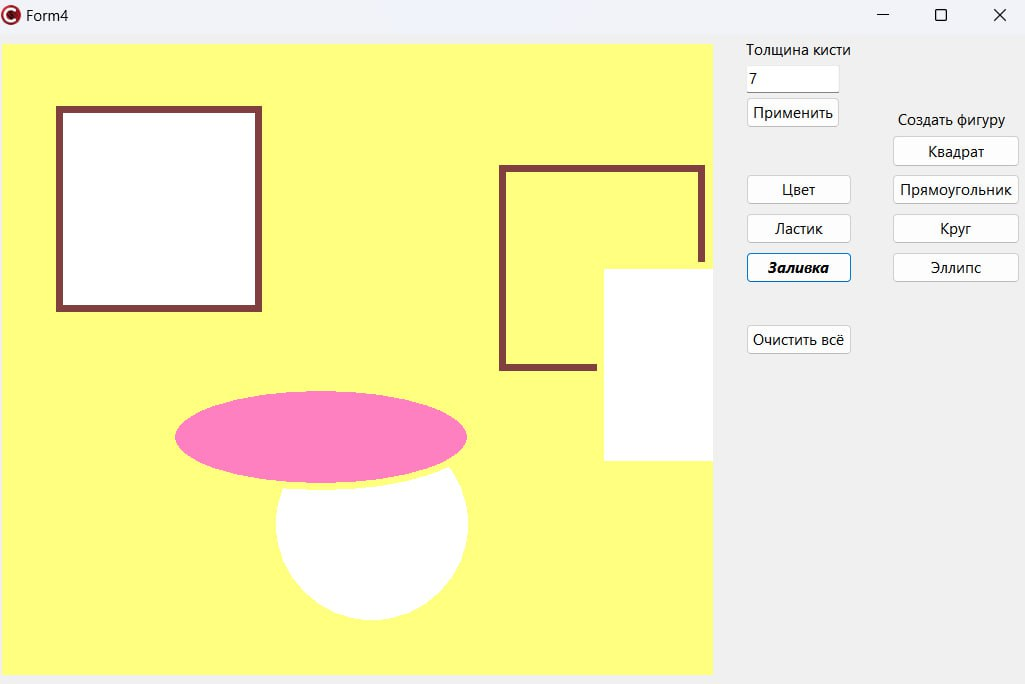 Form4
Толщина кисти
7
Применить
Создать фигуру
Квадрат
Цвет
Прямоугольник
Ластик
Круг
Заливка
Эллипс
Очистить всё